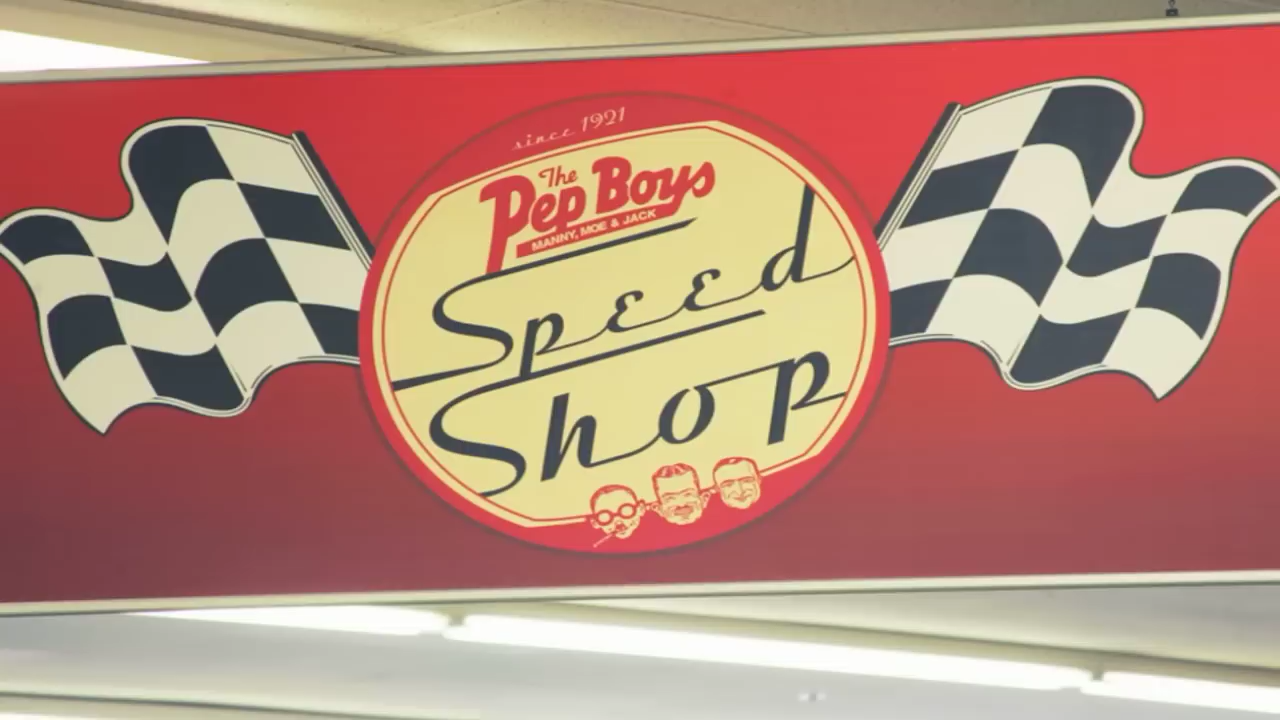 since 1921
The
Pep Boys
MANNY, MOE & JACK
Speed
Shop